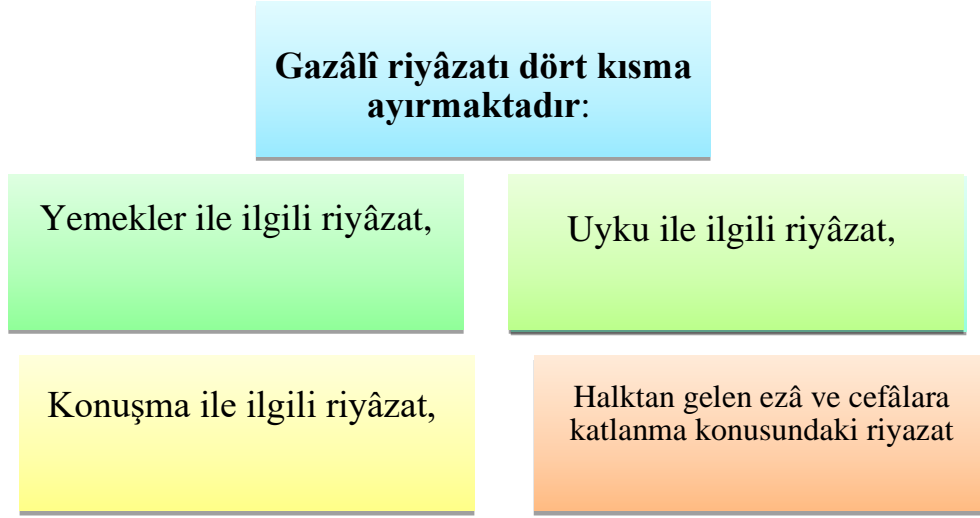 Gazâlî riyâzatı dört kısma
ayırmaktadır:
Yemekler ile ilgili riyâzat,
Uyku ile ilgili riyâzat,
Konuşma ile ilgili riyâzat,
Halktan gelen ezâ ve cefâlara
katlanma konusundaki riyazat